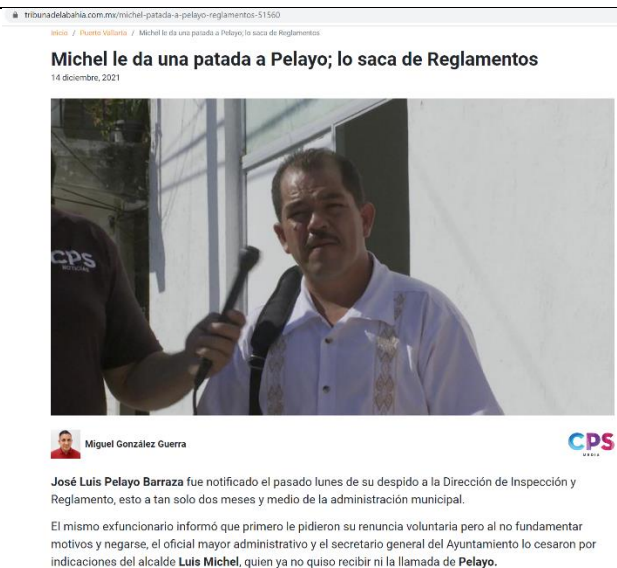 tribunadelabahia.com.mx/michel-patada-a-pelayo-reglamentos-51560
Inicio / Puerto Vallarta / Michel le da una patada a Pelayo; lo saca de Reglamentos
Michel le da una patada a Pelayo; lo saca de Reglamentos
14 diciembre, 2021
CPS
NOTICIAS
Miguel González Guerra
CPS
MEDIA
José Luis Pelayo Barraza fue notificado el pasado lunes de su despido a la Dirección de Inspección y
Reglamento, esto a tan solo dos meses y medio de la administración municipal.
El mismo exfuncionario informó que primero le pidieron su renuncia voluntaria pero al no fundamentar
motivos y negarse, el oficial mayor administrativo y el secretario general del Ayuntamiento lo cesaron por
indicaciones del alcalde Luis Michel, quien ya no quiso recibir ni la llamada de Pelayo.